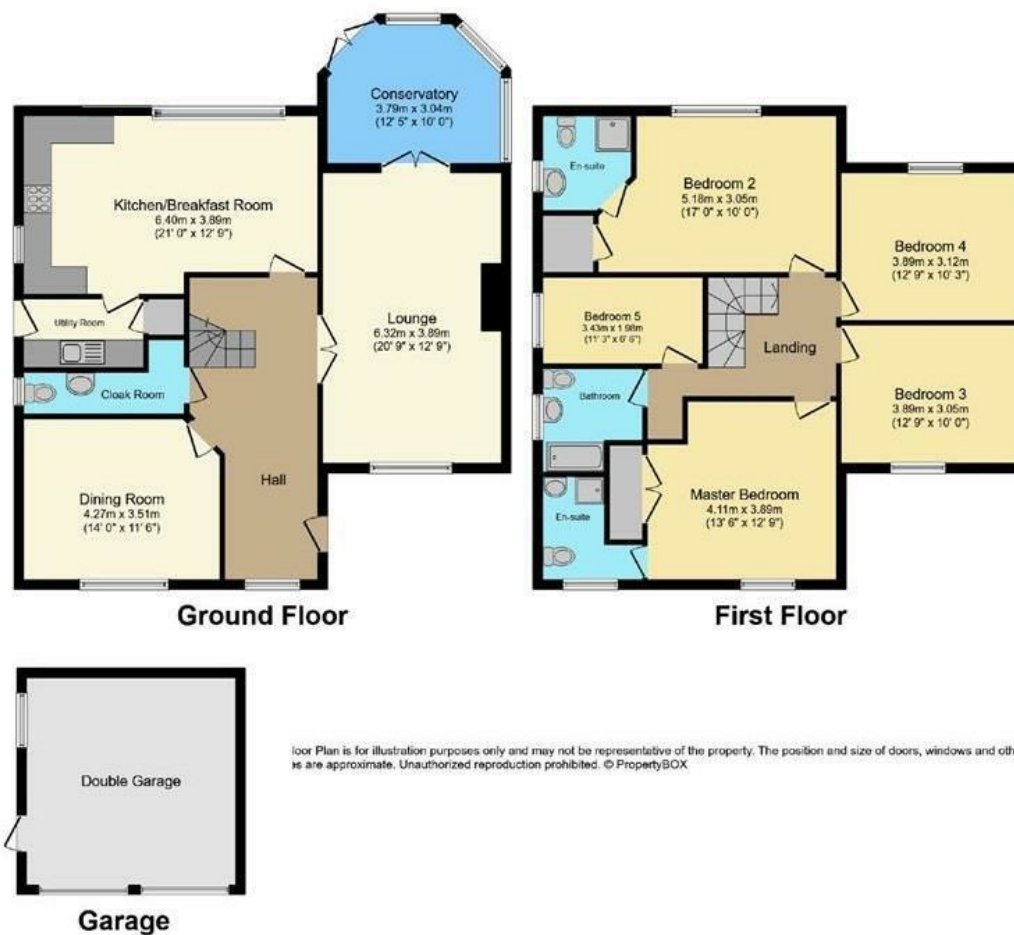 Conservatory
3.79m x 3.04m
(12' 5" x 10' 0")
Kitchen/Breakfast Room
6.40m x 3.89m
(21' 0" x 12' 9")
Utility Room
Lounge
6.32m x 3.89m
(20' 9" x 12' 9")
Cloak Room
Dining Room
4.27m x 3.51m
(14' 0" x 11' 6")
Hall
Ground Floor
En-suite
Bedroom 2
5.18m x 3.05m
(17' 0" x 10' 0")
Bedroom 4
3.89m x 3.12m
(12' 9" x 10' 3")
Bedroom 5
3.43m x 1.98m
(11' 3" x 6' 6")
Landing
Bathroom
Bedroom 3
3.89m x 3.05m
(12' 9" x 10' 0")
Master Bedroom
4.11m x 3.89m
(13' 6" x 12' 9")
En-suite
First Floor
Double Garage
Garage
loor Plan is for illustration purposes only and may not be representative of the property. The position and size of doors, windows and oth
es are approximate. Unauthorized reproduction prohibited. © PropertyBOX